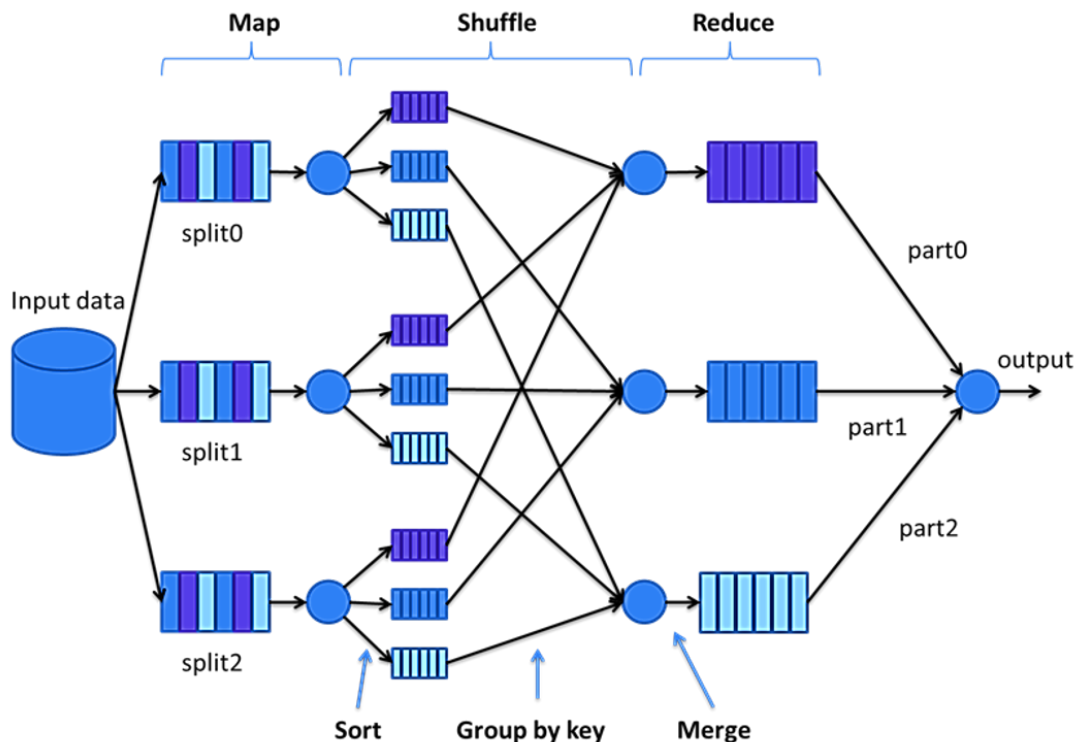 Map
Shuffle
Reduce
split0
part0
Input data
output
split1
part1
part2
split2
Sort
Group by key
Merge